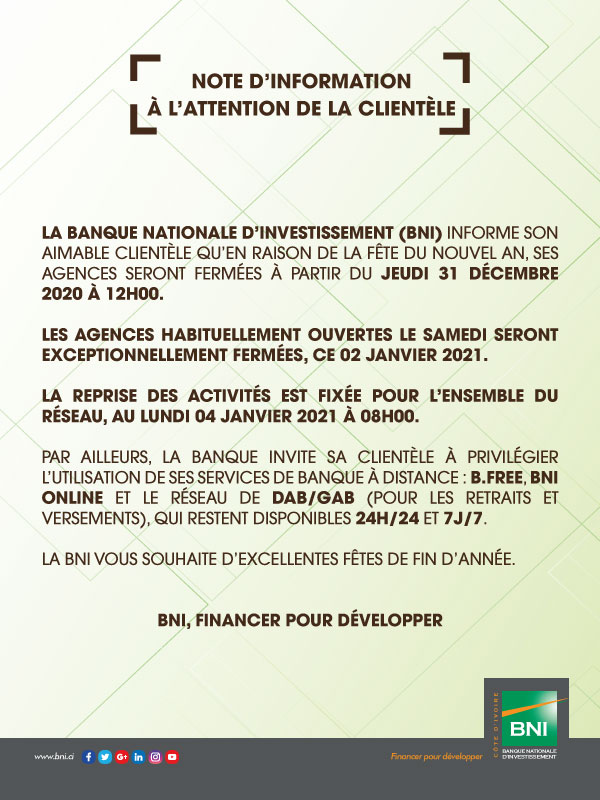 NOTE D'INFORMATION
À L'ATTENTION DE LA CLIENTÈLE
LA BANQUE NATIONALE D'INVESTISSEMENT (BNI) INFORME SON
AIMABLE CLIENTÈLE QU'EN RAISON DE LA FÊTE DU NOUVEL AN, SES
AGENCES SERONT FERMÉES À PARTIR DU JEUDI 31 DÉCEMBRE
2020 À 12H00.
LES AGENCES HABITUELLEMENT OUVERTES LE SAMEDI SERONT
EXCEPTIONNELLEMENT FERMÉES, CE 02 JANVIER 2021.
LA REPRISE DES ACTIVITÉS EST FIXÉE POUR L'ENSEMBLE DU
RÉSEAU, AU LUNDI 04 JANVIER 2021 À 08H00.
PAR AILLEURS, LA BANQUE INVITE SA CLIENTÈLE À PRIVILÉGIER
L'UTILISATION DE SES SERVICES DE BANQUE À DISTANCE : B.FREE, BNI
ONLINE ET LE RÉSEAU DE DAB/GAB (POUR LES RETRAITS ET
VERSEMENTS), QUI RESTENT DISPONIBLES 24H/24 ET 7J/7.
LA BNI VOUS SOUHAITE D'EXCELLENTES FÊTES DE FIN D'ANNÉE.
BNI, FINANCER POUR DÉVELOPPER
www.bni.ci
Financer pour développer
CÔTE D'IVOIRE
BNI
BANQUE NATIONALE
D'INVESTISSEMENT